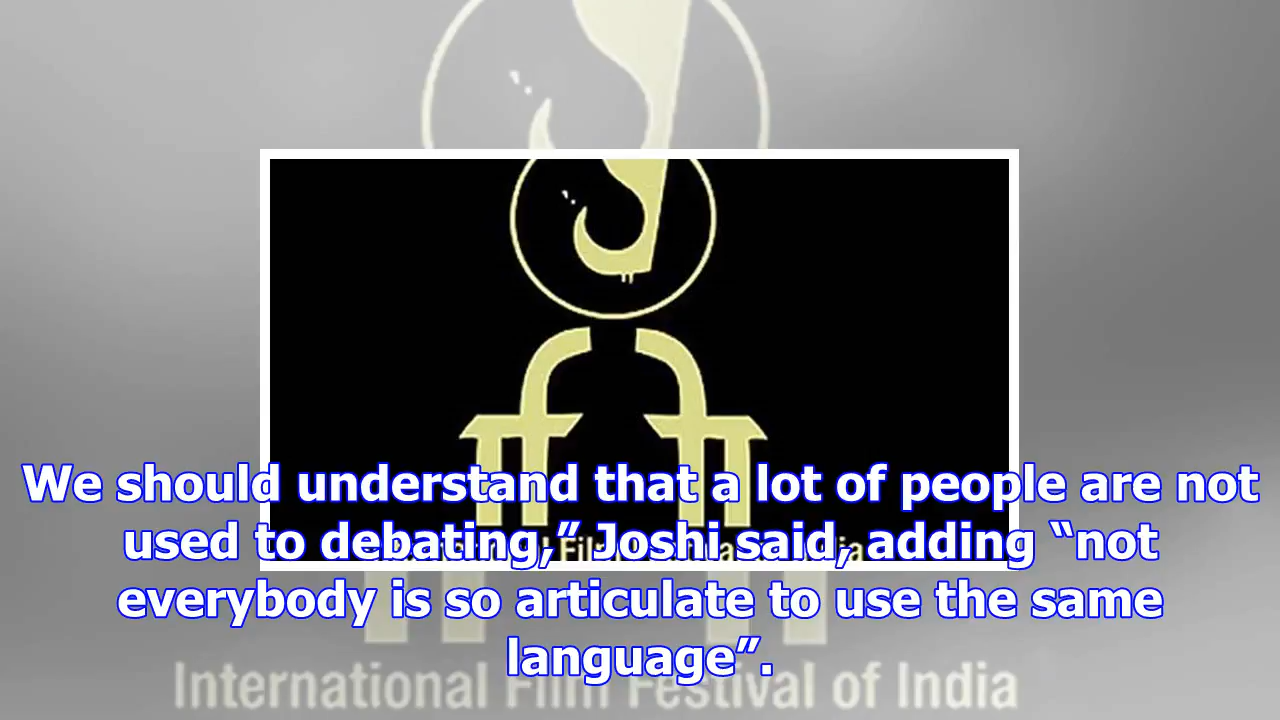 We should understand that a lot of people are not
used to debating,” Joshi said, adding “not
everybody is so articulate to use the same
language”.
International Film Festival of India